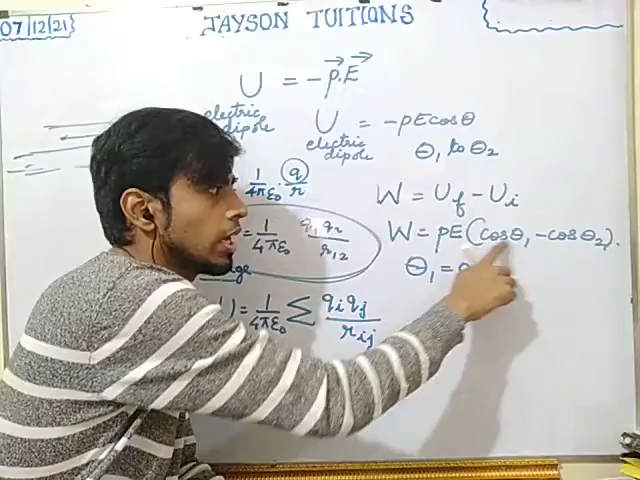 07/12/21
JAYSON TUITIONS
U = -p⃗.E⃗
electric dipole
U = -pEcosθ
electric dipole
θ₁ to θ₂
1/4πε₀ q/r
W = U_f - U_i
= 1/4πε₀ q₁q₂/r₁₂
W = pE(cosθ₁ - cosθ₂).
θ₁ =
) = 1/4πε₀ Σ qᵢqⱼ/rᵢⱼ